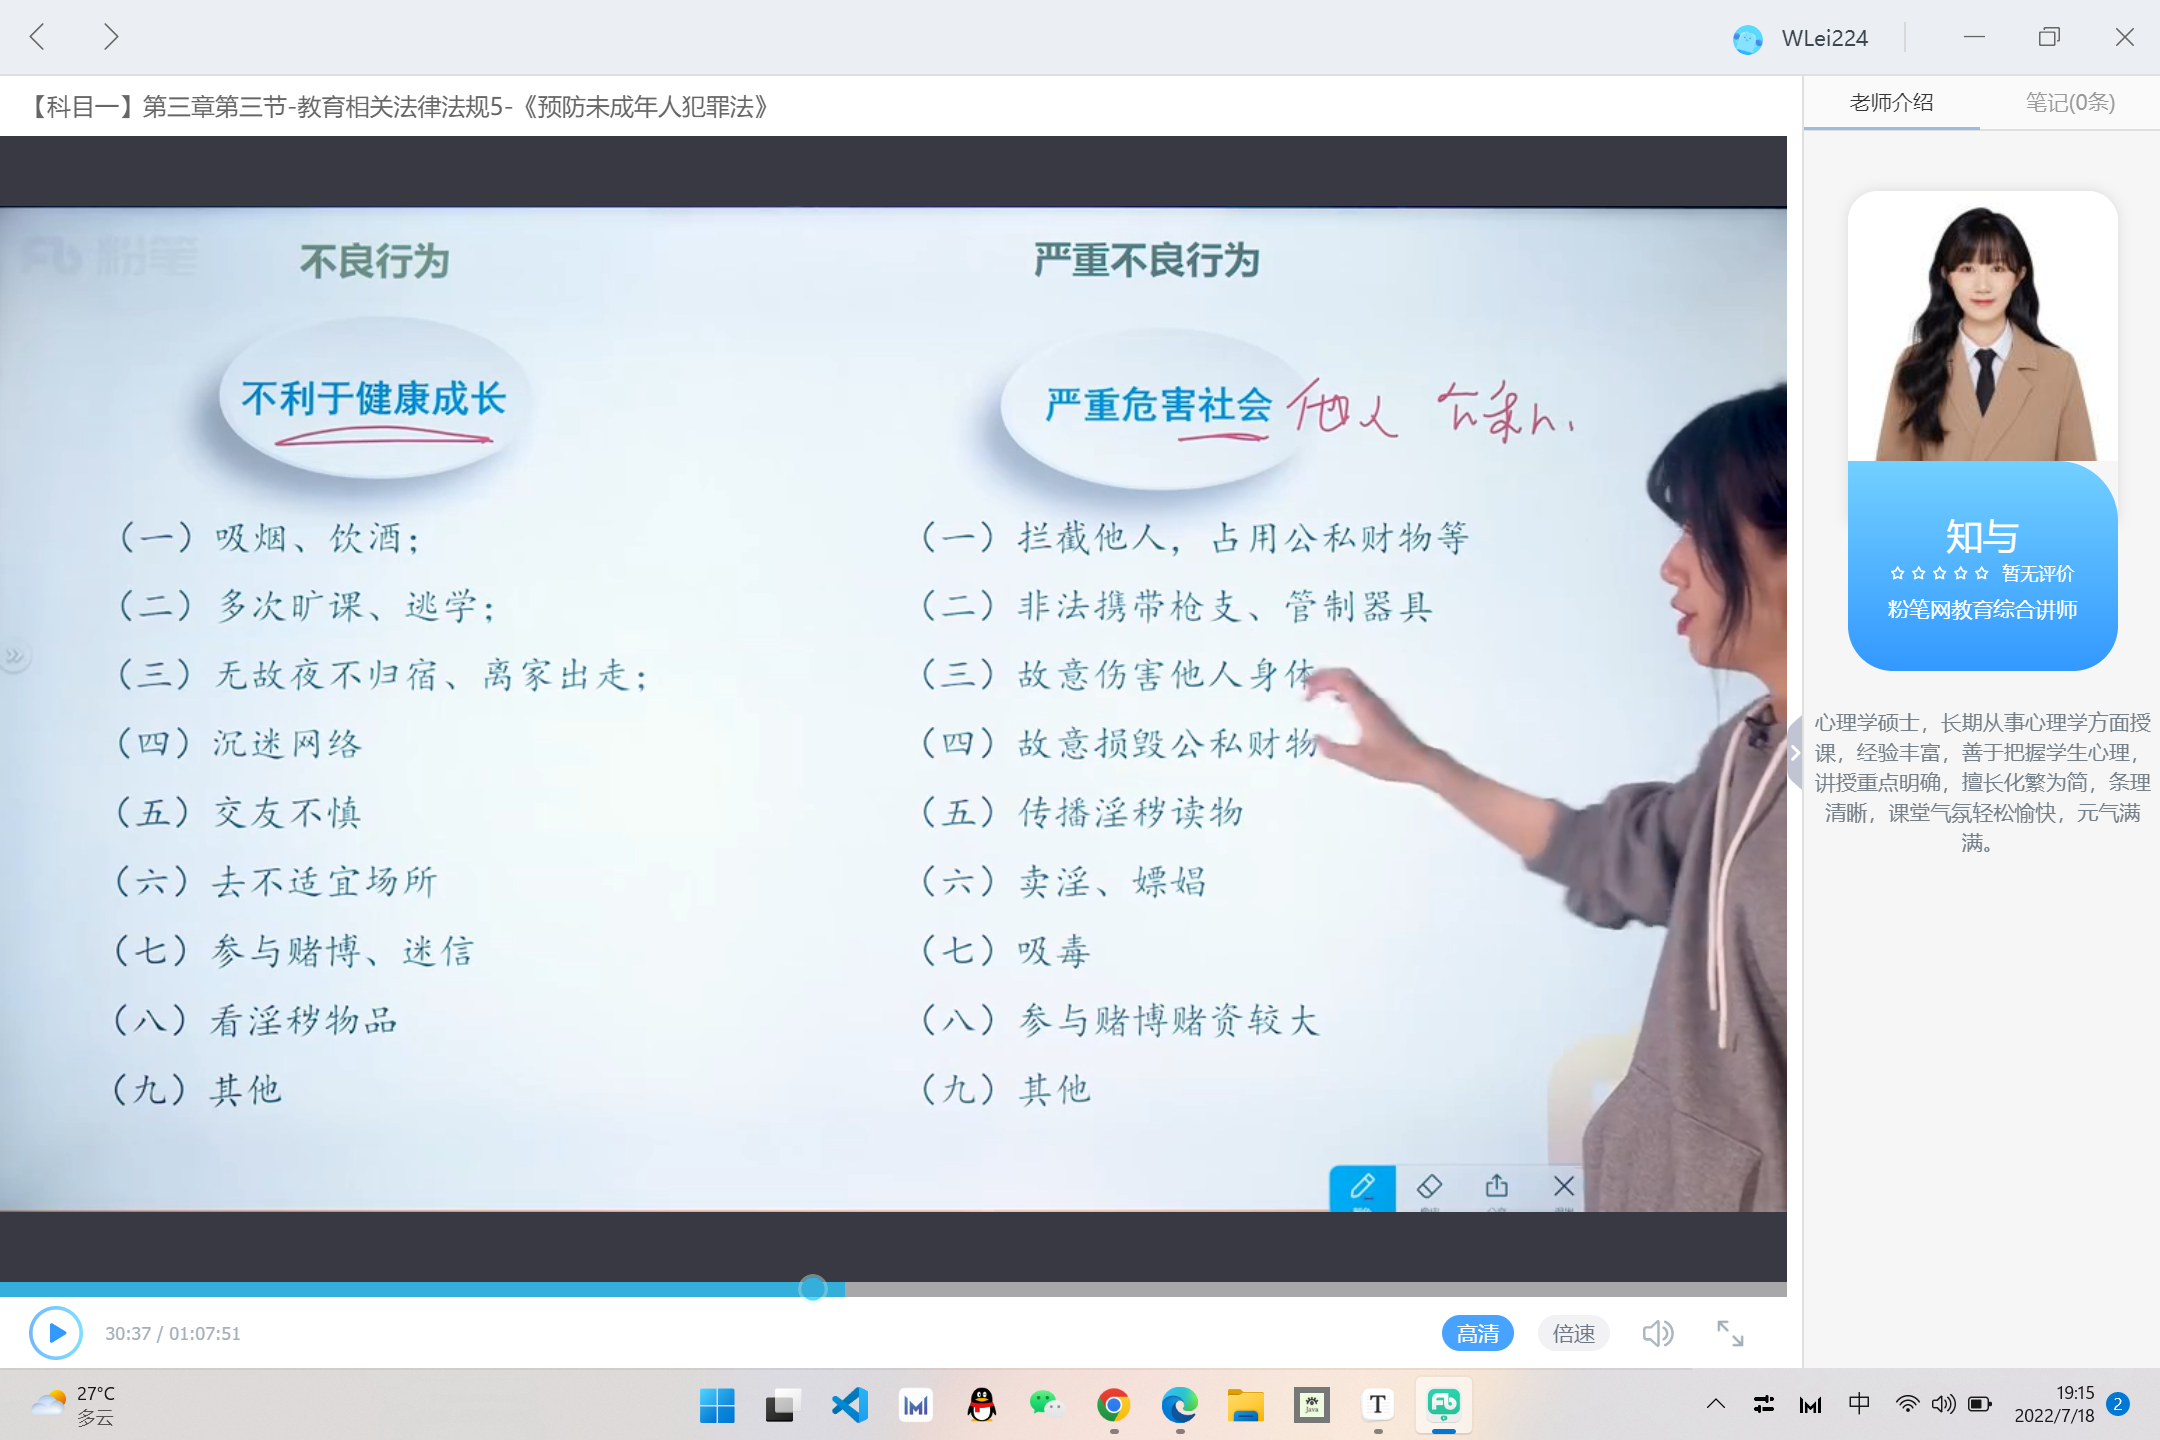 WLei224
【科目一】第三章第三节-教育相关法律法规5-《预防未成年人犯罪法》
老师介绍
笔记(0条)
粉笔
不良行为
严重不良行为
不利于健康成长
严重危害社会 他人
（一）吸烟、饮酒；
（二）多次旷课、逃学；
（三）无故夜不归宿、离家出走；
（四）沉迷网络
（五）交友不慎
（六）去不适宜场所
（七）参与赌博、迷信
（八）看淫秽物品
（九）其他
（一）拦截他人，占用公私财物等
（二）非法携带枪支、管制器具
（三）故意伤害他人身体
（四）故意损毁公私财物
（五）传播淫秽读物
（六）卖淫、嫖娼
（七）吸毒
（八）参与赌博赌资较大
（九）其他
知与
暂无评价
粉笔网教育综合讲师
心理学硕士，长期从事心理学方面授
课，经验丰富，善于把握学生心理，
讲授重点明确，擅长化繁为简，条理
清晰，课堂气氛轻松愉快，元气满
满。
30:37 / 01:07:51
高清
倍速
27°C
多云
中
19:15
2022/7/18
2